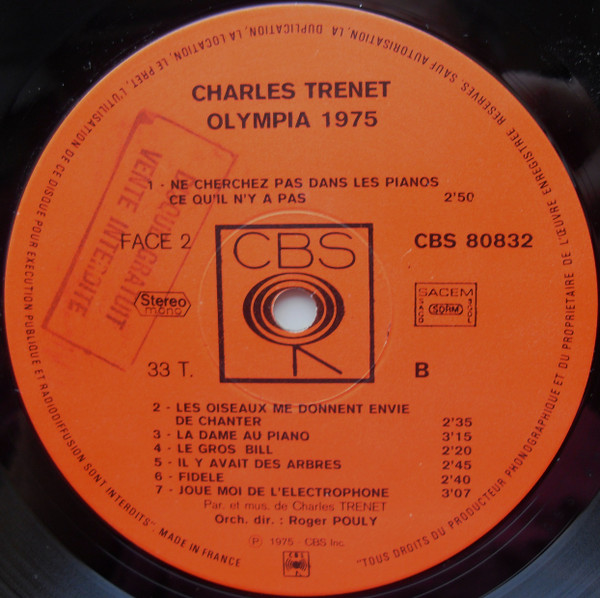 CHARLES TRENET
OLYMPIA 1975
1 - NE CHERCHEZ PAS DANS LES PIANOS
CE QU'IL N'Y A PAS 2'50
DISQUE GRATUIT
VENTE INTERDITE
FACE 2
CBS
CBS 80832
Stereo
mono
SACEM
SACD
SDRM
SGDL
33 T.
B
2 - LES OISEAUX ME DONNENT ENVIE
DE CHANTER 2'35
3 - LA DAME AU PIANO 3'15
4 - LE GROS BILL 2'20
5 - IL Y AVAIT DES ARBRES 2'45
6 - FIDELE 2'40
7 - JOUE MOI DE L'ELECTROPHONE 3'07
Par. et mus. de Charles TRENET
Orch. dir. : Roger POULY
℗ 1975 - CBS Inc.
CBS
"TOUS DROITS DU PRODUCTEUR PHONOGRAPHIQUE ET DU PROPRIETAIRE DE L'ŒUVRE ENREGISTREE RESERVES. SAUF AUTORISATION, LA DUPLICATION, LA LOCATION, LE PRET, L'UTILISATION DE CE DISQUE POUR EXECUTION PUBLIQUE ET RADIODIFFUSION SONT INTERDITS" - MADE IN FRANCE